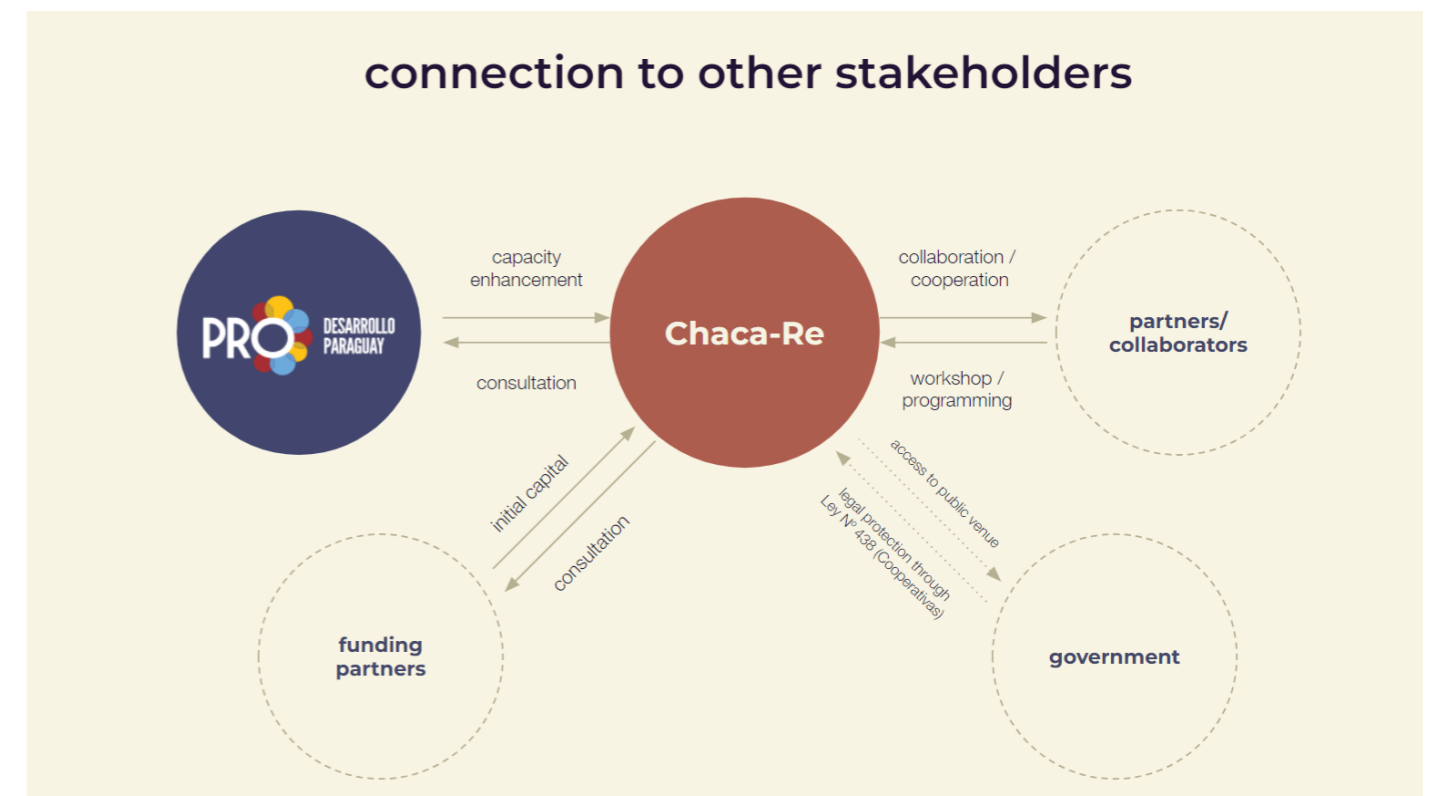 connection to other stakeholders
capacity
enhancement
collaboration /
cooperation
PRO DESARROLLO
PARAGUAY
Chaca-Re
partners/
collaborators
consultation
workshop /
programming
initial capital
consultation
access to public venue
legal protection through
Ley Nº 438 (Cooperativas)
funding
partners
government